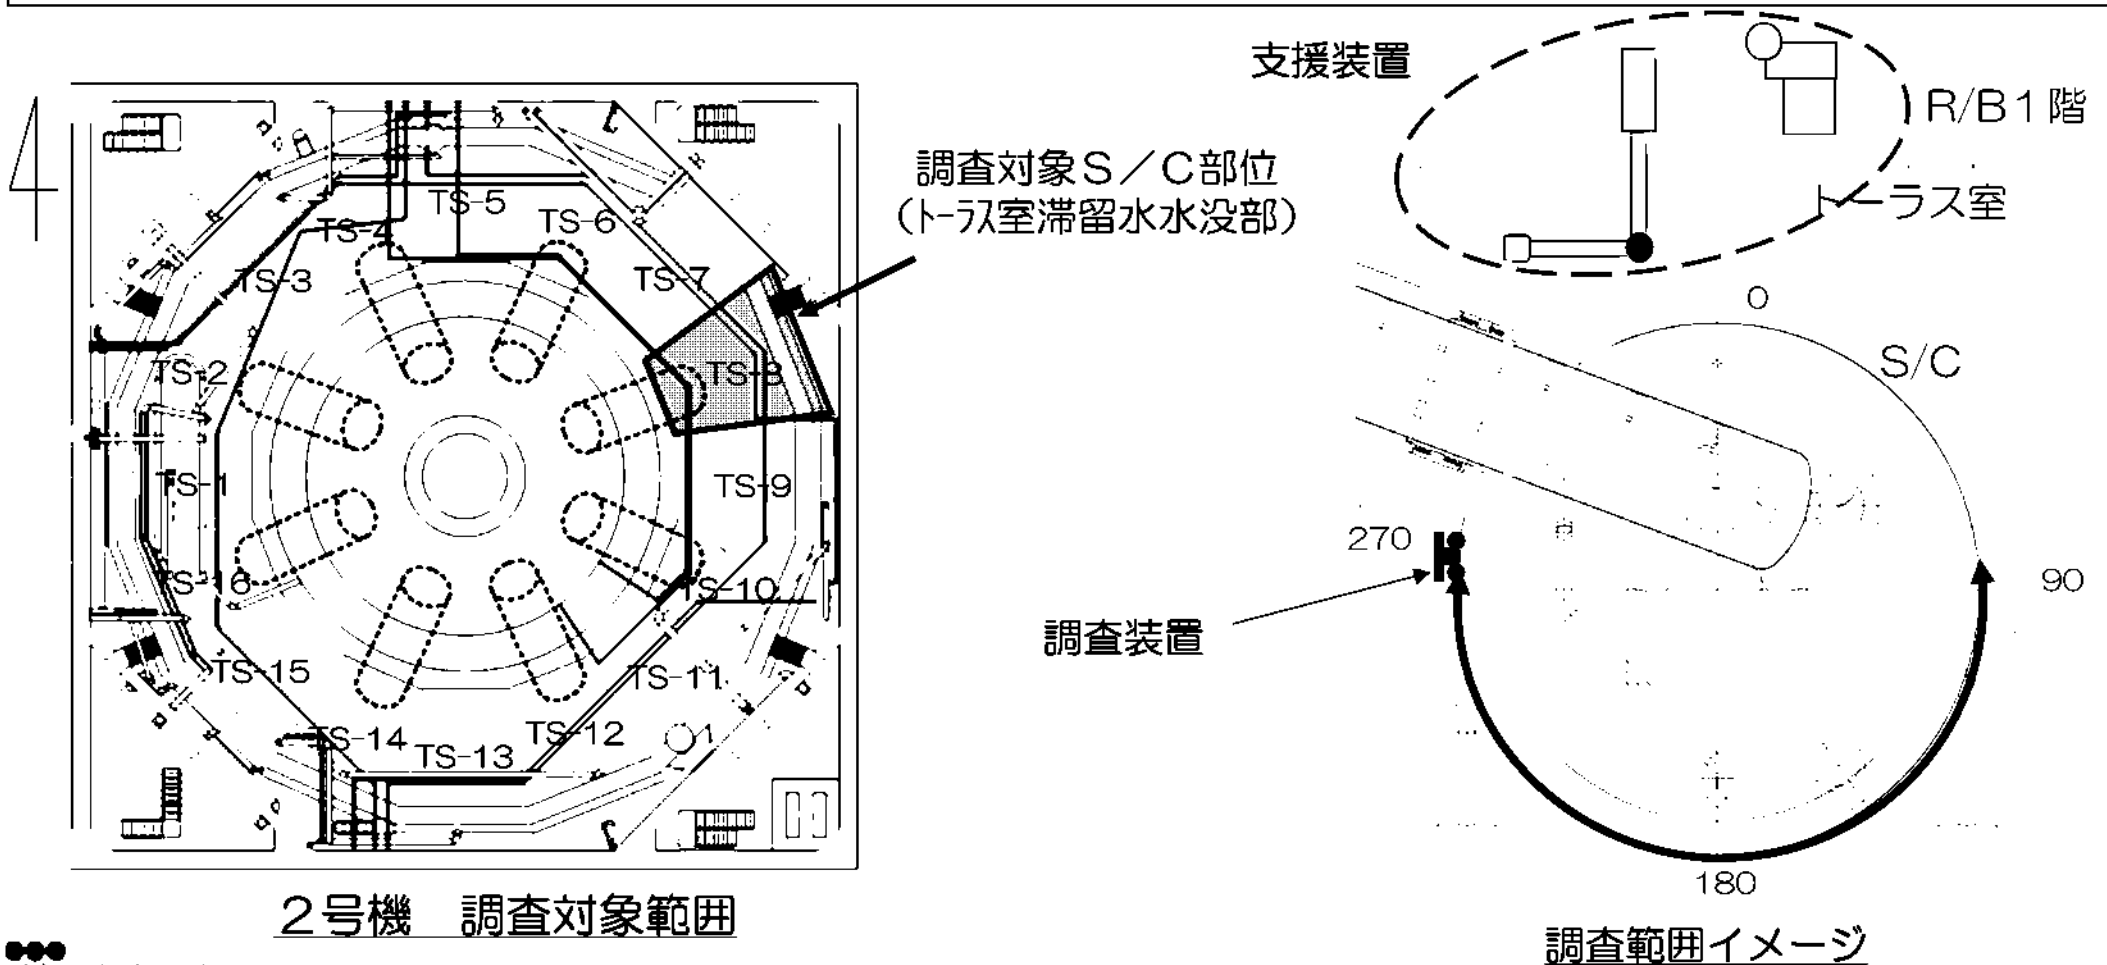 支援装置
R/B1階
トーラス室
調査対象S／C部位
（トーラス室滞留水水没部）
TS-5
TS-6
TS-4
TS-7
TS-3
TS-2
TS-8
TS-1
TS-9
TS-16
TS-10
TS-15
TS-11
TS-14
TS-13
TS-12
0
S/C
270
90
調査装置
180
2号機　調査対象範囲
調査範囲イメージ